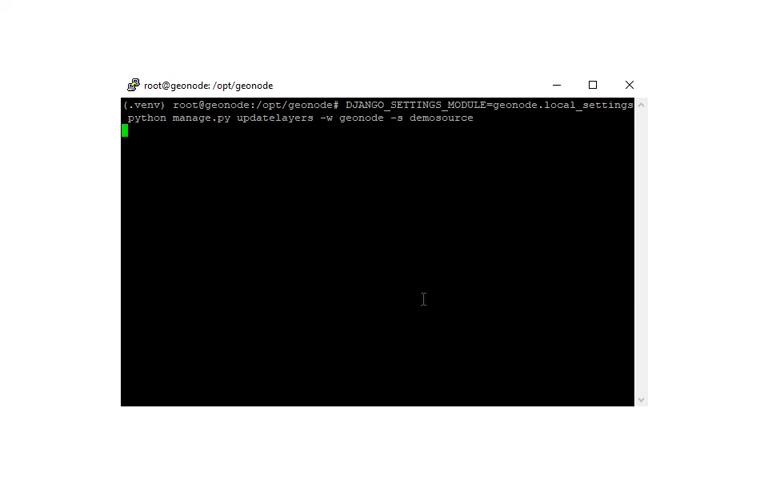 root@geonode: /opt/geonode
(.venv) root@geonode:/opt/geonode# DJANGO_SETTINGS_MODULE=geonode.local_settings
python manage.py updatelayers -w geonode -s demosource